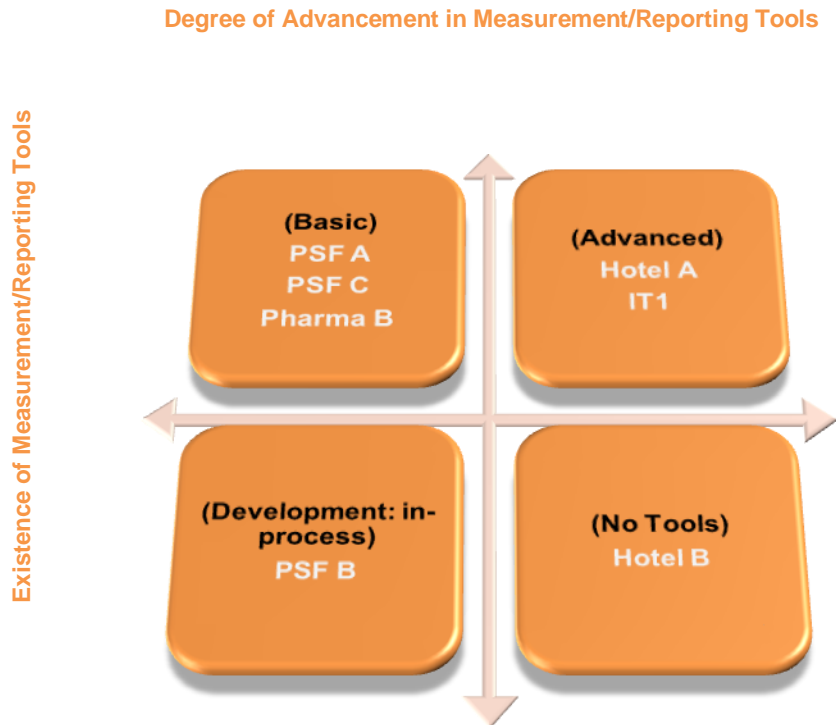 Degree of Advancement in Measurement/Reporting Tools
Existence of Measurement/Reporting Tools
(Basic)
PSF A
PSF C
Pharma B
(Advanced)
Hotel A
IT1
(Development: in-
process)
PSF B
(No Tools)
Hotel B